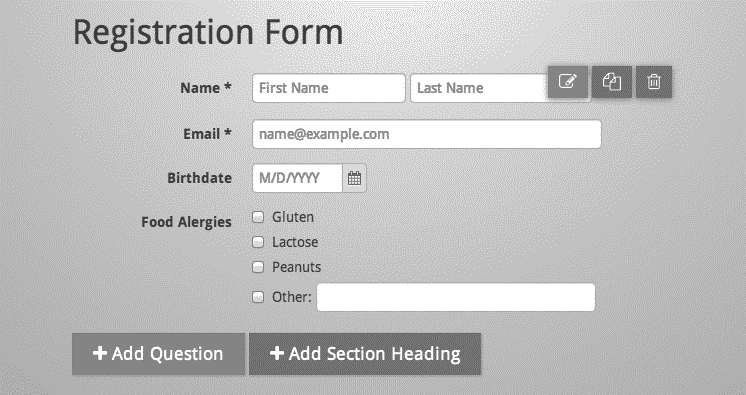 Registration Form
Name * First Name Last Name
Email * name@example.com
Birthdate M/D/YYYY
Food Alergies Gluten
Lactose
Peanuts
Other:
+ Add Question + Add Section Heading